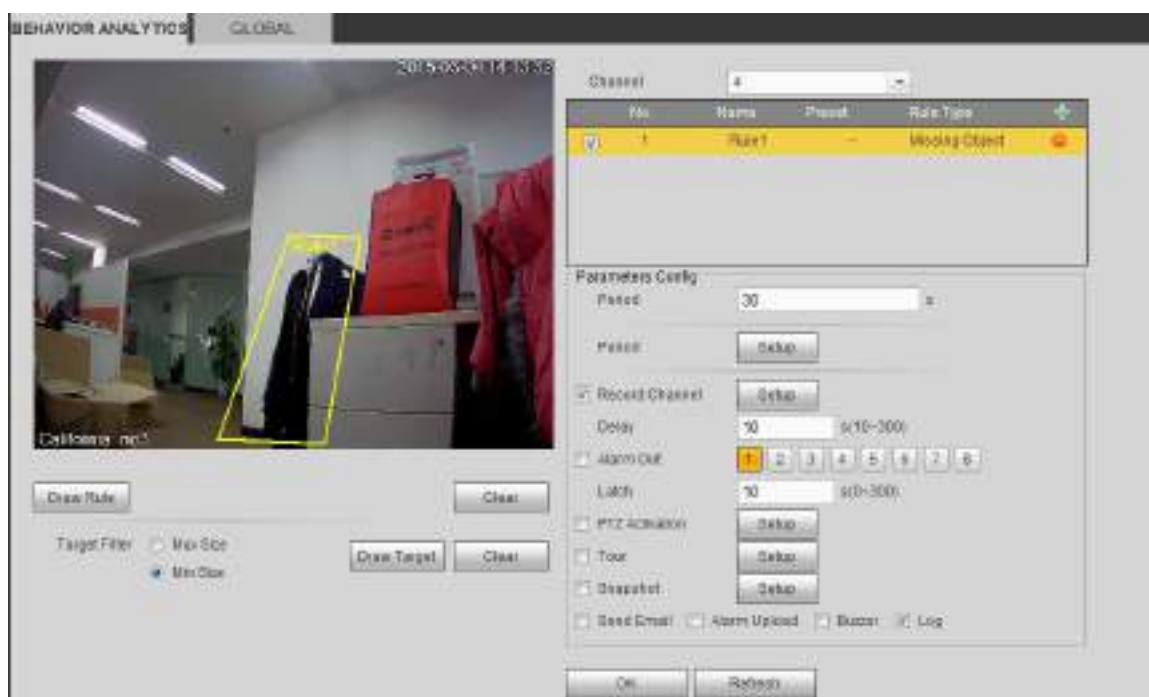 BEHAVIOR ANALYTICS GLOBAL
Channel 4
No. Name Preset Rule Type
1 Rule1 -- Missing Object
Parameters Config
Period 30 s
Period Setup
Record Channel Setup
Delay 10 s(10~300)
Alarm Out 1 2 3 4 5 6 7 8
Latch 10 s(0~300)
PTZ Activation Setup
Tour Setup
Snapshot Setup
Send Email Alarm Upload Buzzer Log
OK Refresh
California
Draw Rule Clear
Target Filter Max Size
Min Size
Draw Target Clear